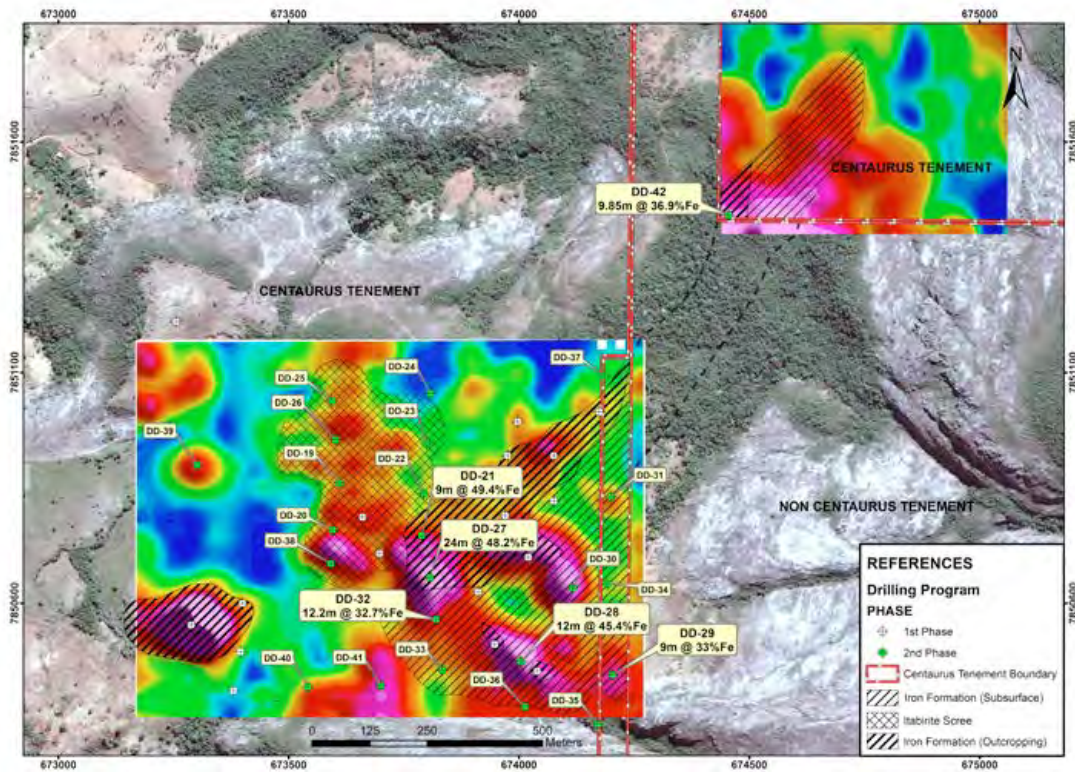 673000 673500 674000 674500 675000
N
7851600
7851600
CENTAURUS TENEMENT
DD-42
9.85m @ 36.9%Fe
CENTAURUS TENEMENT
DD-37
DD-24
7851100
7851100
DD-25
DD-26
DD-23
DD-39
DD-19
DD-22
DD-31
DD-21
9m @ 49.4%Fe
NON CENTAURUS TENEMENT
DD-20
DD-27
24m @ 48.2%Fe
DD-38
DD-30
DD-34
7850600
7850600
DD-32
12.2m @ 32.7%Fe
DD-28
12m @ 45.4%Fe
DD-29
9m @ 33%Fe
DD-33
DD-40
DD-41
DD-36
DD-35
0 250 500
Meters
REFERENCES
Drilling Program
PHASE
1st Phase
2nd Phase
Centaurus Tenement Boundary
Iron Formation (Subsurface)
Itabirite Scree
Iron Formation (Outcropping)
673000 673500 674000 674500 675000